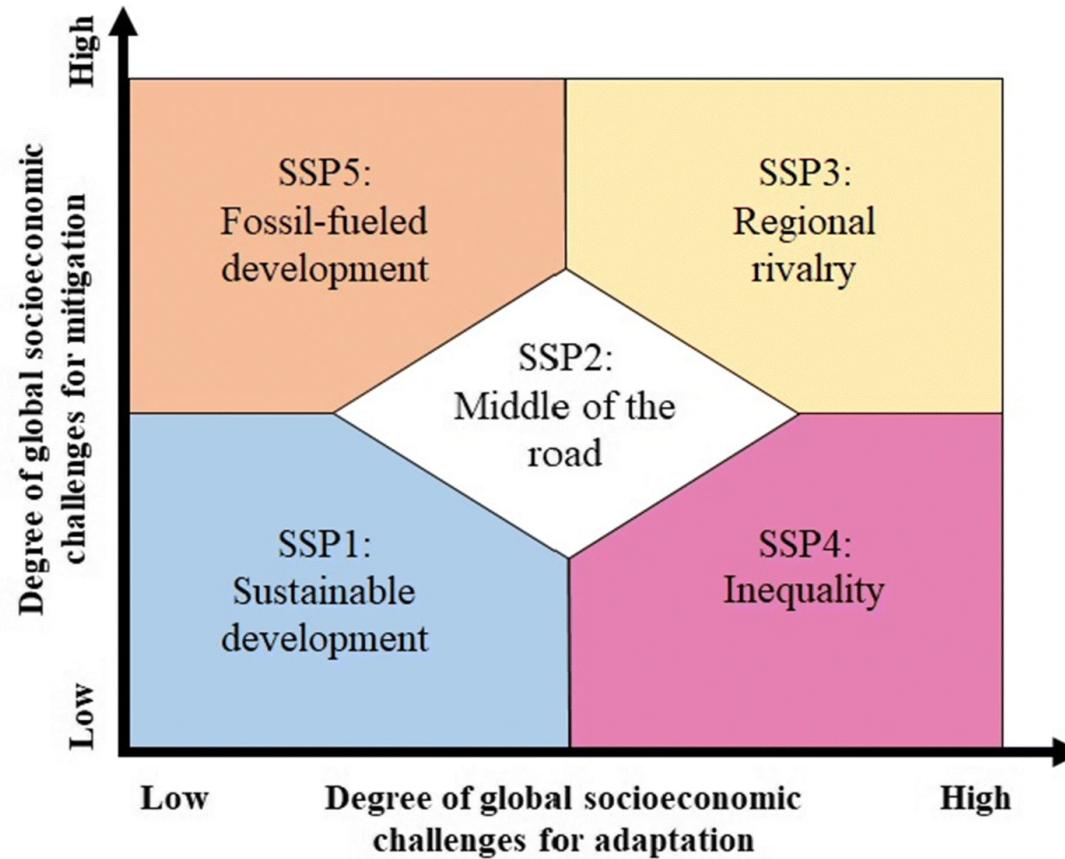 High
Degree of global socioeconomic
challenges for mitigation
Low
SSP5:
Fossil-fueled
development
SSP3:
Regional
rivalry
SSP2:
Middle of the
road
SSP1:
Sustainable
development
SSP4:
Inequality
Low
Degree of global socioeconomic
challenges for adaptation
High